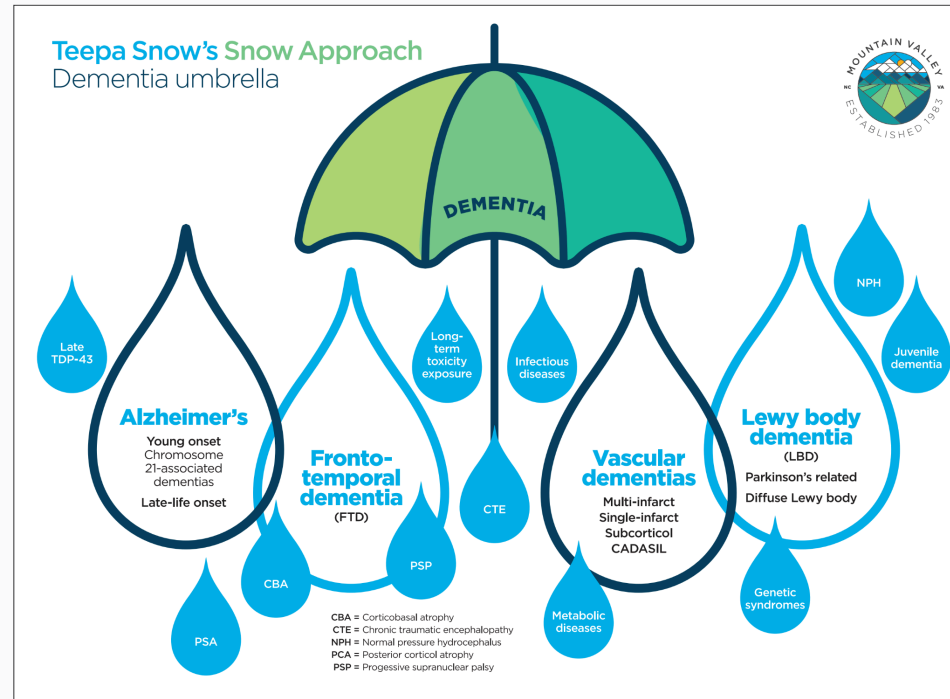 Teepa Snow's Snow Approach
Dementia umbrella
MOUNTAIN VALLEY
NC
VA
ESTABLISHED 1983
DEMENTIA
NPH
Late
TDP-43
Long-
term
toxicity
exposure
Infectious
diseases
Juvenile
dementia
Alzheimer's
Young onset
Chromosome
21-associated
dementias
Late-life onset
Fronto-
temporal
dementia
(FTD)
CTE
Vascular
dementias
Multi-infarct
Single-infarct
Subcorticol
CADASIL
Lewy body
dementia
(LBD)
Parkinson's related
Diffuse Lewy body
PSA
CBA
PSP
Metabolic
diseases
Genetic
syndromes
CBA = Corticobasal atrophy
CTE = Chronic traumatic encephalopathy
NPH = Normal pressure hydrocephalus
PCA = Posterior corticol atrophy
PSP = Progessive supranuclear palsy